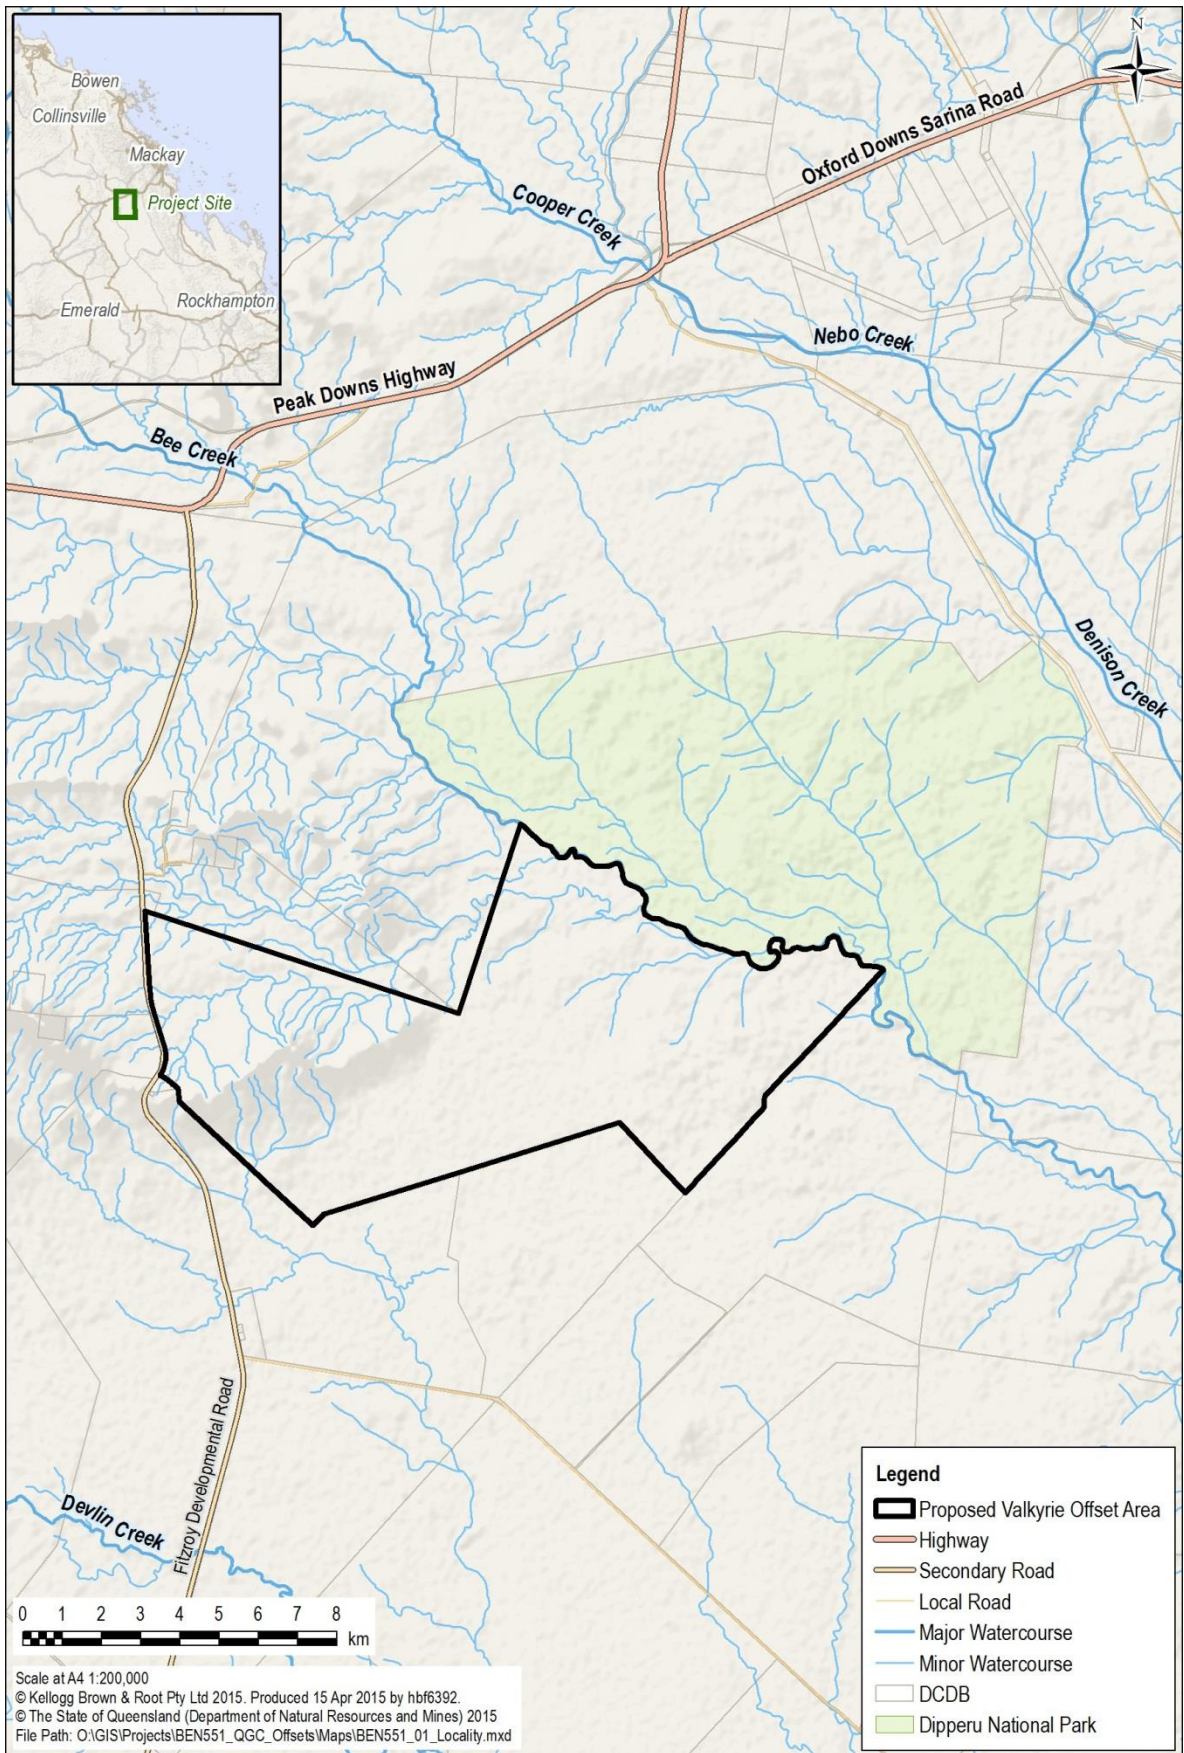 Bowen
Collinsville
Mackay
Project Site
Emerald
Rockhampton
N
Oxford Downs Sarina Road
Cooper Creek
Nebo Creek
Peak Downs Highway
Bee Creek
Denison Creek
Fitzroy Developmental Road
Devlin Creek
Legend
Proposed Valkyrie Offset Area
Highway
Secondary Road
Local Road
Major Watercourse
Minor Watercourse
DCDB
Dipperu National Park
0 1 2 3 4 5 6 7 8
km
Scale at A4 1:200,000
© Kellogg Brown & Root Pty Ltd 2015. Produced 15 Apr 2015 by hbf6392.
© The State of Queensland (Department of Natural Resources and Mines) 2015
File Path: O:\GIS\Projects\BEN551_QGC_Offsets\Maps\BEN551_01_Locality.mxd